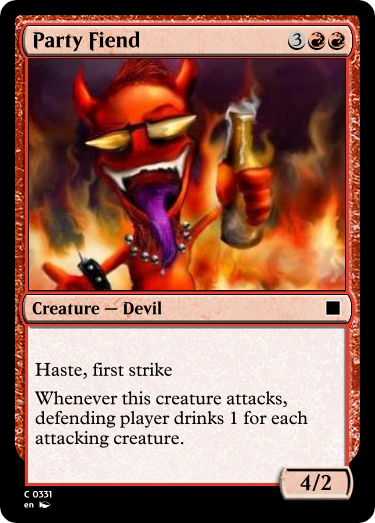 Party Fiend 3
Creature — Devil
Haste, first strike
Whenever this creature attacks,
defending player drinks 1 for each
attacking creature.
4/2
C 0331
en